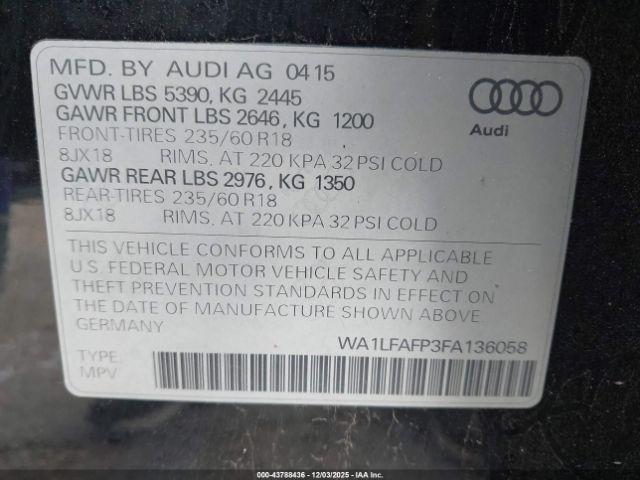 MFD. BY AUDI AG 04 15
GVWR LBS 5390, KG 2445
GAWR FRONT LBS 2646, KG 1200
FRONT-TIRES 235/60 R18
8JX18 RIMS, AT 220 KPA 32 PSI COLD
GAWR REAR LBS 2976, KG 1350
REAR-TIRES 235/60 R18
8JX18 RIMS, AT 220 KPA 32 PSI COLD
Audi
THIS VEHICLE CONFORMS TO ALL APPLICABLE
U.S. FEDERAL MOTOR VEHICLE SAFETY AND
THEFT PREVENTION STANDARDS IN EFFECT ON
THE DATE OF MANUFACTURE SHOWN ABOVE.
GERMANY
WA1LFAFP3FA136058
TYPE:
MPV
000-43788436 - 12/03/2025 - IAA Inc.